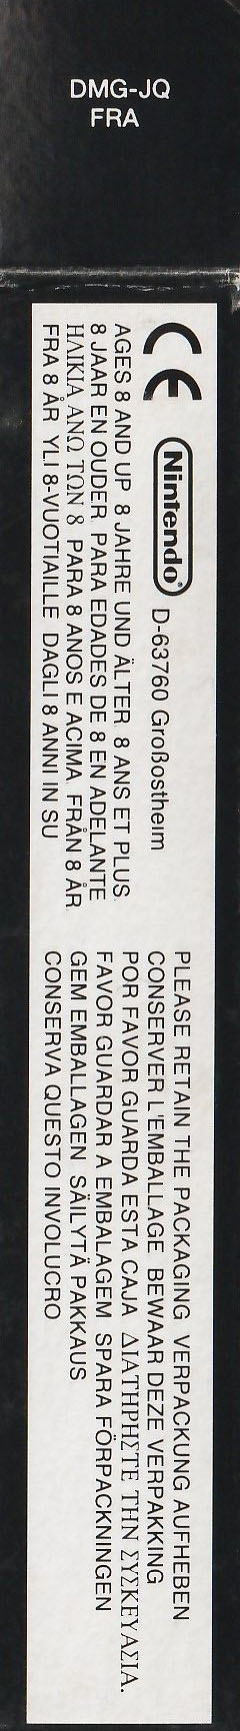 DMG-JQ
FRA
CE Nintendo® D-63760 Großostheim
AGES 8 AND UP 8 JAHRE UND ÄLTER 8 ANS ET PLUS
8 JAAR EN OUDER PARA EDADES DE 8 EN ADELANTE
ΗΛΙΚΙΑ ΑΝΩ ΤΩΝ 8 PARA 8 ANOS E ACIMA FRÅN 8 ÅR
FRA 8 ÅR YLI 8-VUOTIAILLE DAGLI 8 ANNI IN SU
PLEASE RETAIN THE PACKAGING VERPACKUNG AUFHEBEN
CONSERVER L'EMBALLAGE BEWAAR DEZE VERPAKKING
POR FAVOR GUARDA ESTA CAJA ΔΙΑΤΗΡΗΣΤΕ ΤΗΝ ΣΥΣΚΕΥΑΣΙΑ.
FAVOR GUARDAR A EMBALAGEM SPARA FÖRPACKNINGEN
GEM EMBALLAGEN SÄILYTÄ PAKKAUS
CONSERVA QUESTO INVOLUCRO